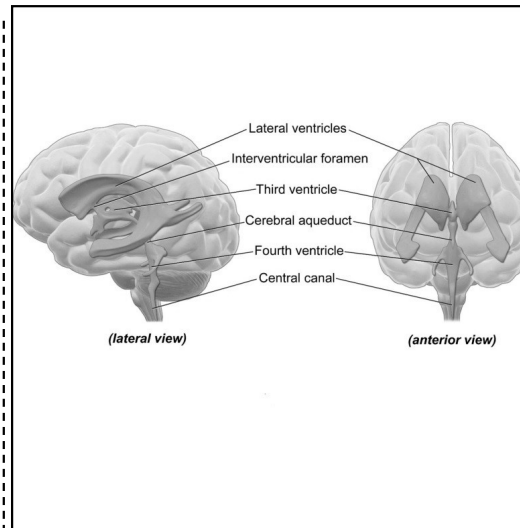 Lateral ventricles
Interventricular foramen
Third ventricle
Cerebral aqueduct
Fourth ventricle
Central canal
(lateral view)
(anterior view)